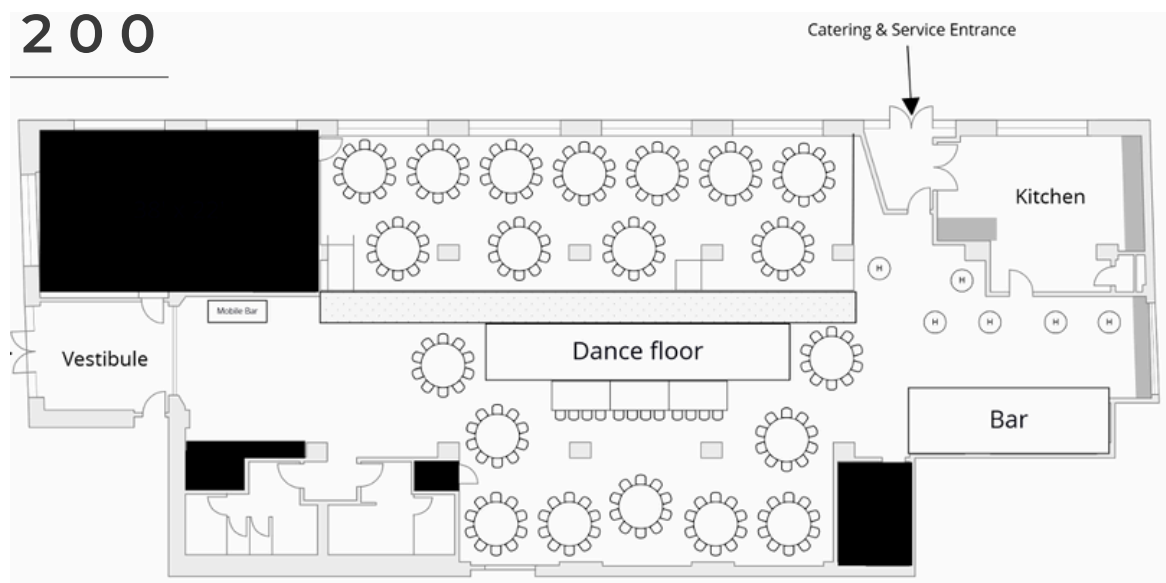 200
Catering & Service Entrance
Kitchen
H
H
Mobile Bar
H
H
H
H
Vestibule
Dance floor
Bar